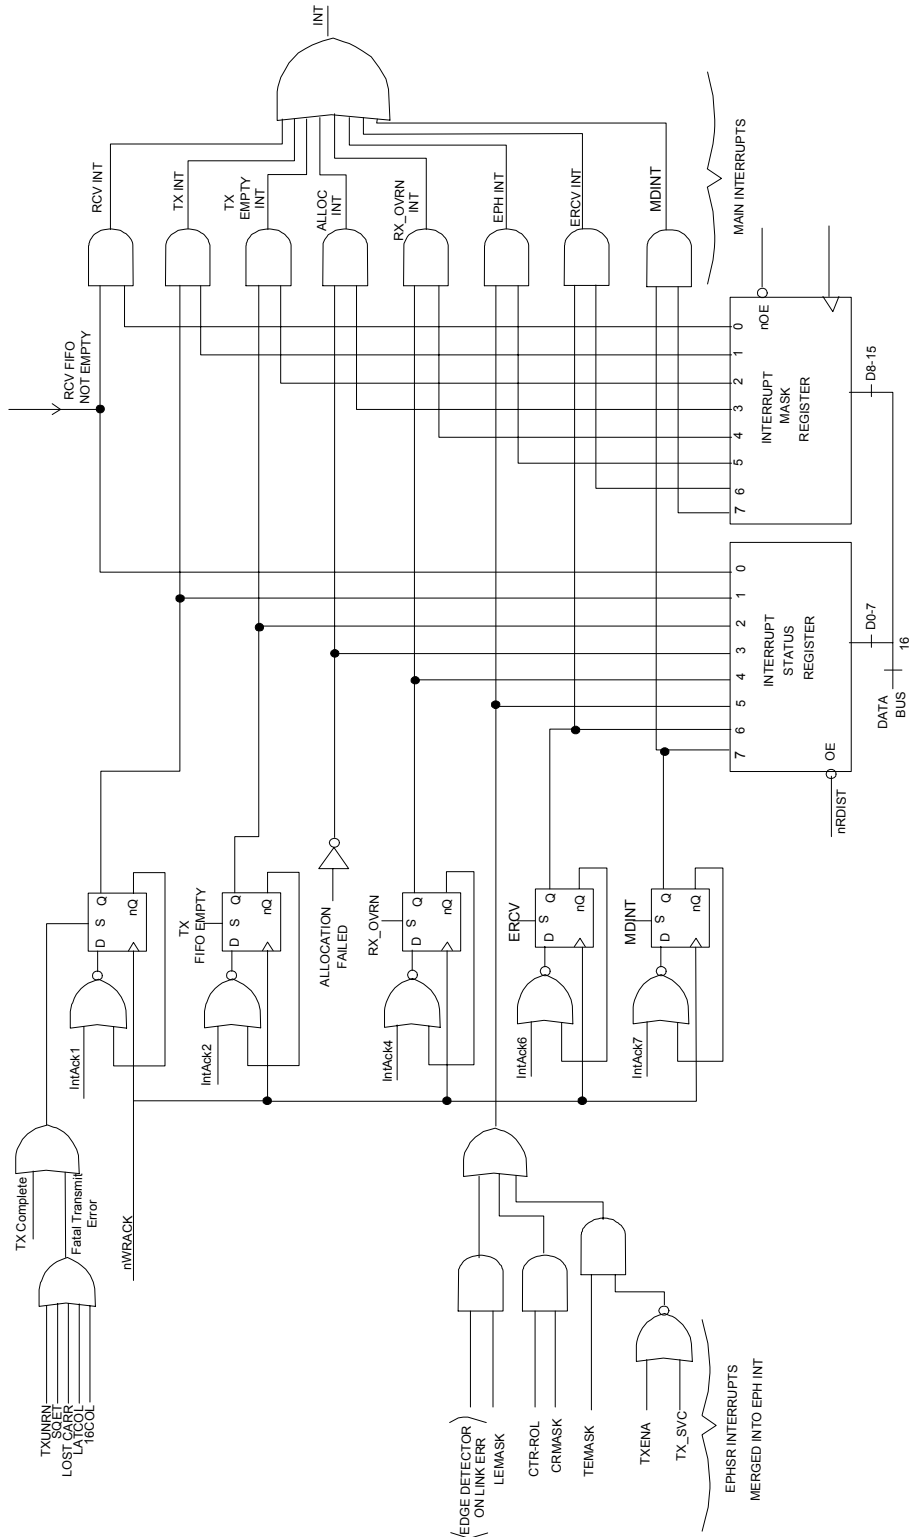 INT
RCV INT
TX INT
TX
EMPTY
INT
ALLOC
INT
RX_OVRN
INT
EPH INT
ERCV INT
MDINT
MAIN INTERRUPTS
RCV FIFO
NOT EMPTY
0
1
2
3
4
5
6
7
nOE
INTERRUPT
MASK
REGISTER
D8-15
0
1
2
3
4
5
6
7
OE
INTERRUPT
STATUS
REGISTER
D0-7
16
DATA
BUS
nRDIST
D
S
Q
nQ
IntAck1
TX
FIFO EMPTY
D
S
Q
nQ
IntAck2
ALLOCATION
FAILED
RX_OVRN
D
S
Q
nQ
IntAck4
ERCV
D
S
Q
nQ
IntAck6
MDINT
D
S
Q
nQ
IntAck7
TX Complete
Fatal Transmit
Error
nWRACK
TXUNRN
SQET
LOST CARR
LATCOL
16COL
EDGE DETECTOR
ON LINK ERR
LEMASK
CTR-ROL
CRMASK
TEMASK
TXENA
TX_SVC
EPHSR INTERRUPTS
MERGED INTO EPH INT